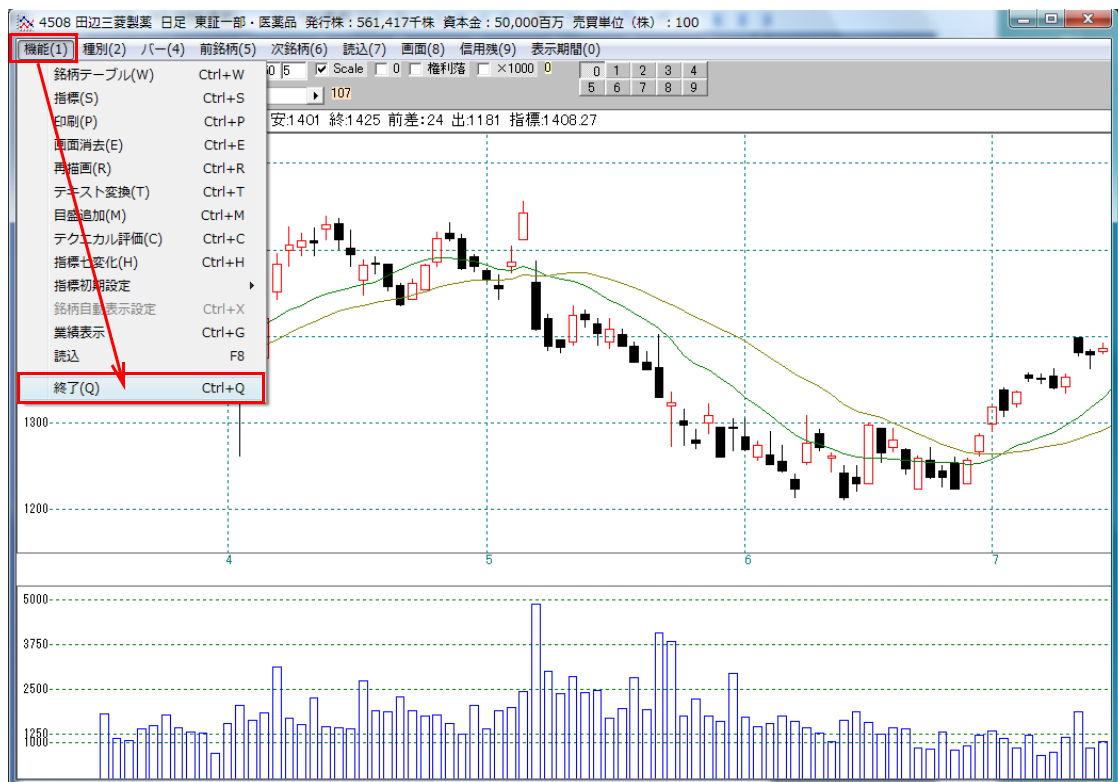 4508 田辺三菱製薬 日足 東証一部・医薬品 発行株：561,417千株 資本金：50,000百万 売買単位（株）：100
機能(1) 種別(2) バー(4) 前銘柄(5) 次銘柄(6) 読込(7) 画面(8) 信用残(9) 表示期間(0)
銘柄テーブル(W) Ctrl+W
指標(S) Ctrl+S
印刷(P) Ctrl+P
画面消去(E) Ctrl+E
再描画(R) Ctrl+R
テキスト変換(T) Ctrl+T
目盛追加(M) Ctrl+M
テクニカル評価(C) Ctrl+C
指標七変化(H) Ctrl+H
指標初期設定
銘柄自動表示設定 Ctrl+X
業績表示 Ctrl+G
読込 F8
終了(Q) Ctrl+Q
0 5 Scale 0 権利落 ×1000 0
0 1 2 3 4
5 6 7 8 9
107
安:1401 終:1425 前差:24 出:1181 指標:1408.27
1300
1200
4 5 6 7
5000
3750
2500
1250
1000